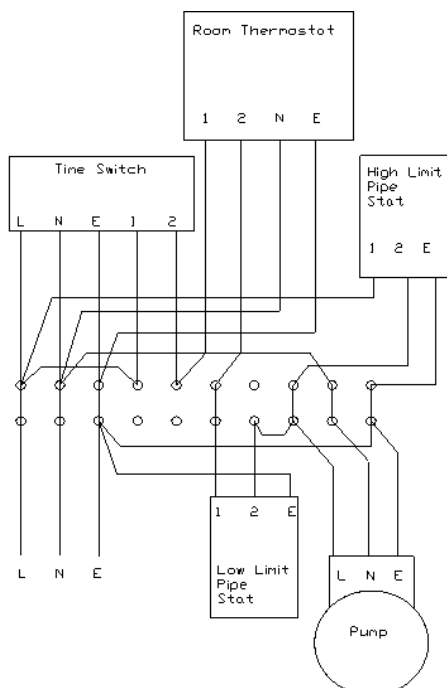 Room Thermostat
1 2 N E
Time Switch
L N E 1 2
High Limit
Pipe
Stat
1 2 E
1 2 E
Low Limit
Pipe
Stat
L N E
L N E
Pump